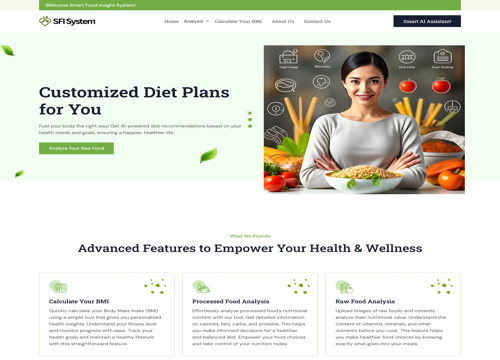 Welcome Smart Food Insight System!
SFI System
Home Analysis Calculate Your BMI About Us Contact Us
Smart AI Assistant!
Customized Diet Plans
for You
Fuel your body the right way! Get AI-powered diet recommendations based on your
health needs and goals, ensuring a happier, healthier life.
Analyze Your Raw Food
What We Provide
Advanced Features to Empower Your Health & Wellness
Calculate Your BMI
Quickly calculate your Body Mass Index (BMI)
using a simple tool that gives you personalized
health insights. Understand your fitness level
and monitor progress with ease. Track your
health goals and maintain a healthy lifestyle
with this straightforward feature.
Processed Food Analysis
Effortlessly analyze processed food's nutritional
content with our tool. Get detailed information
on calories, fats, carbs, and proteins. This helps
you make informed decisions for a healthier
and balanced diet. Empower your food choices
and take control of your nutrition today.
Raw Food Analysis
Upload images of raw foods and instantly
analyze their nutritional value. Understand the
content of vitamins, minerals, and other
nutrients before you cook. This feature helps
you make healthier food choices by knowing
exactly what goes into your meals.